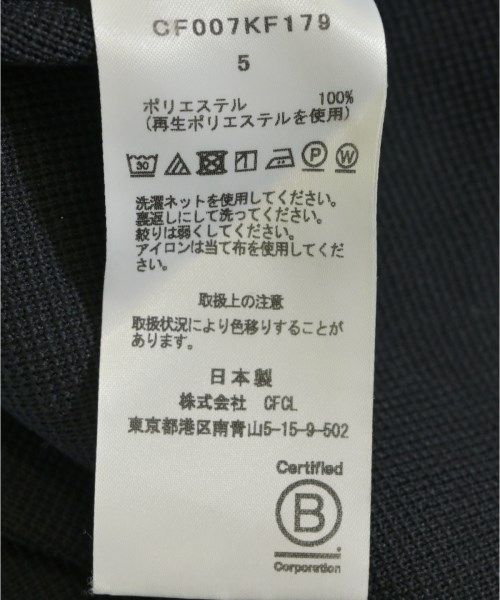 CF007KF179
5
ポリエステル 100%
(再生ポリエステルを使用)
30 P W
洗濯ネットを使用してください。
裏返しにして洗ってください。
絞りは弱くしてください。
アイロンは当て布を使用してくだ
さい。
取扱上の注意
取扱状況により色移りすることが
あります。
日本製
株式会社 CFCL
東京都港区南青山5-15-9-502
Certified
B
Corporation